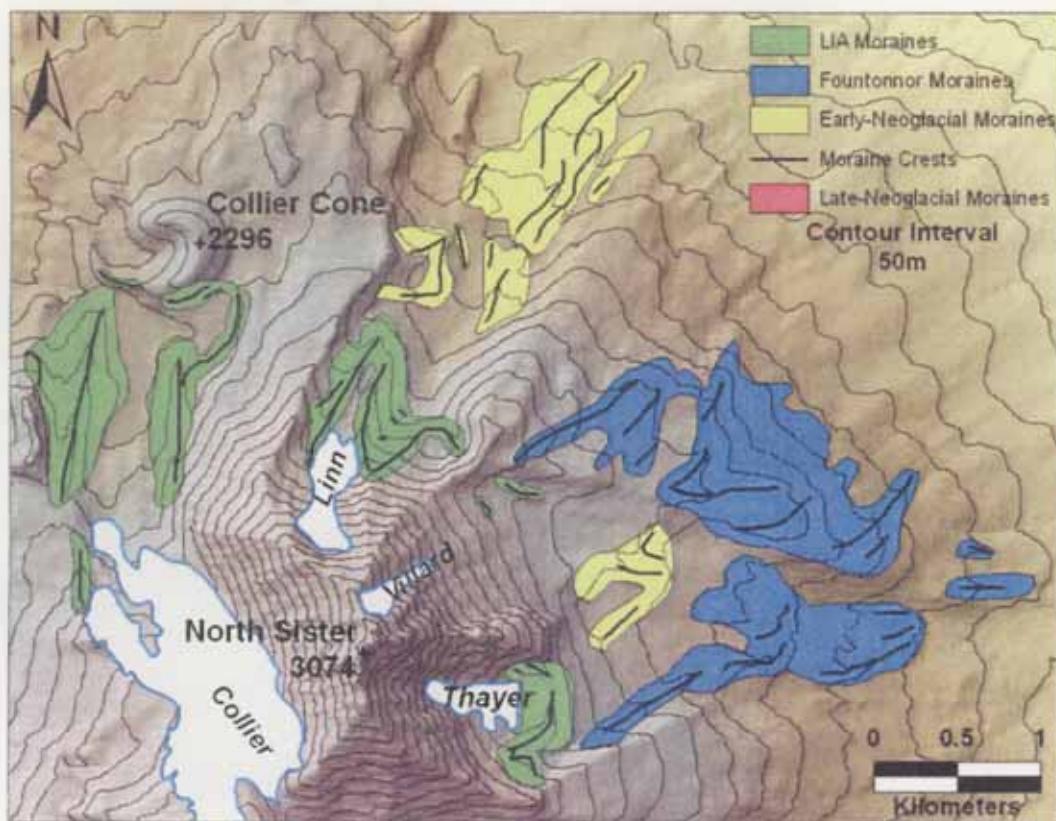 N
LIA Moraines
Fountonnor Moraines
Early-Neoglacial Moraines
Moraine Crests
Late-Neoglacial Moraines
Contour Interval
50m
Collier Cone
+2296
Linn
Villard
North Sister
3074
Thayer
Collier
0 0.5 1
Kilometers